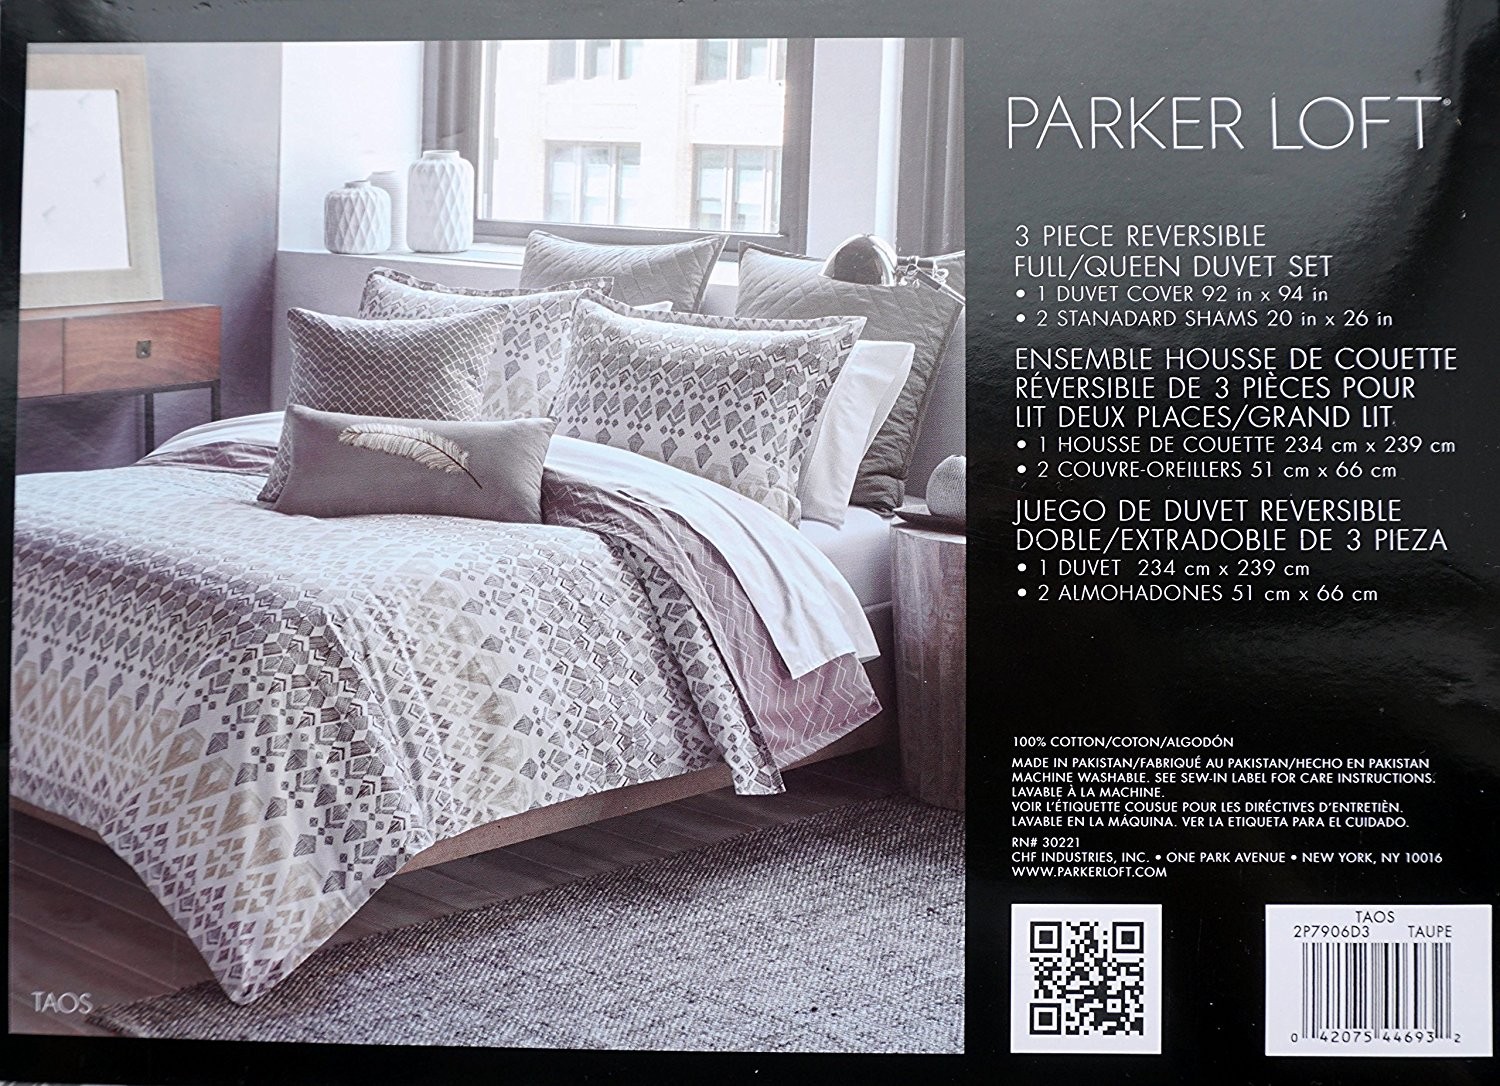 PARKER LOFT®
3 PIECE REVERSIBLE
FULL/QUEEN DUVET SET
• 1 DUVET COVER 92 in x 94 in
• 2 STANADARD SHAMS 20 in x 26 in
ENSEMBLE HOUSSE DE COUETTE
RÉVERSIBLE DE 3 PIÈCES POUR
LIT DEUX PLACES/GRAND LIT
• 1 HOUSSE DE COUETTE 234 cm x 239 cm
• 2 COUVRE-OREILLERS 51 cm x 66 cm
JUEGO DE DUVET REVERSIBLE
DOBLE/EXTRADOBLE DE 3 PIEZA
• 1 DUVET 234 cm x 239 cm
• 2 ALMOHADONES 51 cm x 66 cm
100% COTTON/COTON/ALGODÓN
MADE IN PAKISTAN/FABRIQUÉ AU PAKISTAN/HECHO EN PAKISTAN
MACHINE WASHABLE. SEE SEW-IN LABEL FOR CARE INSTRUCTIONS.
LAVABLE À LA MACHINE.
VOIR L'ÉTIQUETTE COUSUE POUR LES DIRÉCTIVES D'ENTRETIÈN.
LAVABLE EN LA MÁQUINA. VER LA ETIQUETA PARA EL CUIDADO.
RN# 30221
CHF INDUSTRIES, INC. • ONE PARK AVENUE • NEW YORK, NY 10016
WWW.PARKERLOFT.COM
TAOS
2P7906D3 TAUPE
0 42075 44693 2
TAOS